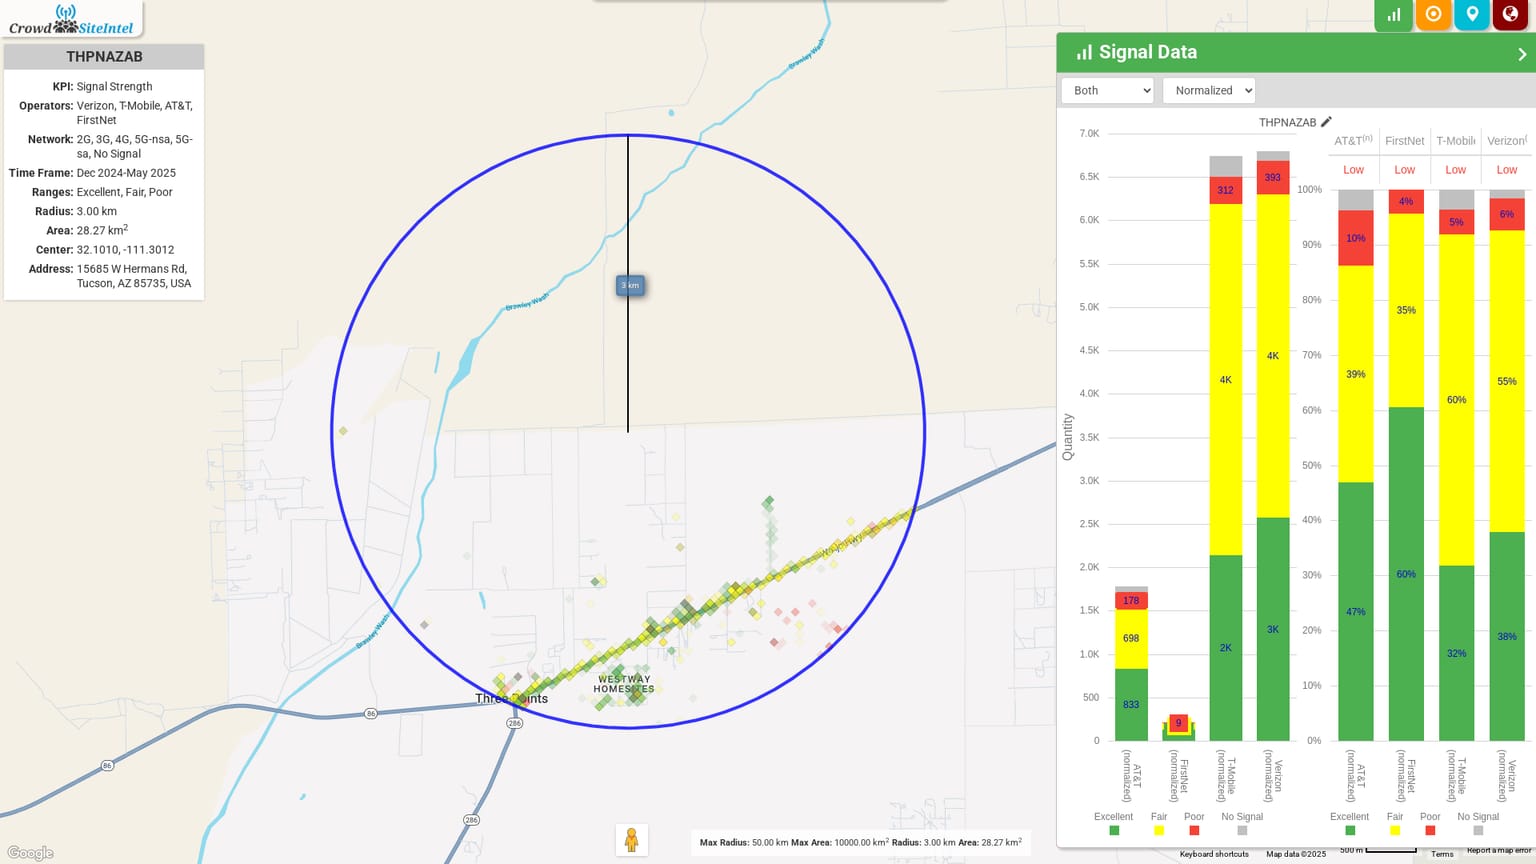 Crowd SiteIntel
THPNAZAB
KPI: Signal Strength
Operators: Verizon, T-Mobile, AT&T,
FirstNet
Network: 2G, 3G, 4G, 5G-nsa, 5G-
sa, No Signal
Time Frame: Dec 2024-May 2025
Ranges: Excellent, Fair, Poor
Radius: 3.00 km
Area: 28.27 km²
Center: 32.1010, -111.3012
Address: 15685 W Hermans Rd,
Tucson, AZ 85735, USA
Brawley Wash
3 km
Brawley Wash
Brawley Wash
WESTWAY
HOMESITES
Three Points
86
286
86
286
Google
Max Radius: 50.00 km Max Area: 10000.00 km² Radius: 3.00 km Area: 28.27 km²
Signal Data
Both
Normalized
THPNAZAB
Quantity
7.0K
6.5K
6.0K
5.5K
5.0K
4.5K
4.0K
3.5K
3.0K
2.5K
2.0K
1.5K
1.0K
500
0
178
698
833
9
312
4K
2K
393
4K
3K
AT&T
(normalized)
FirstNet
(normalized)
T-Mobile
(normalized)
Verizon
(normalized)
Excellent Fair Poor No Signal
AT&T(n) FirstNet T-Mobile Verizon(
Low Low Low Low
100%
90%
80%
70%
60%
50%
40%
30%
20%
10%
0%
10%
39%
47%
4%
35%
60%
5%
60%
32%
6%
55%
38%
AT&T
(normalized)
FirstNet
(normalized)
T-Mobile
(normalized)
Verizon
(normalized)
Excellent Fair Poor No Signal
Keyboard shortcuts Map data ©2025 500 m Terms Report a map error